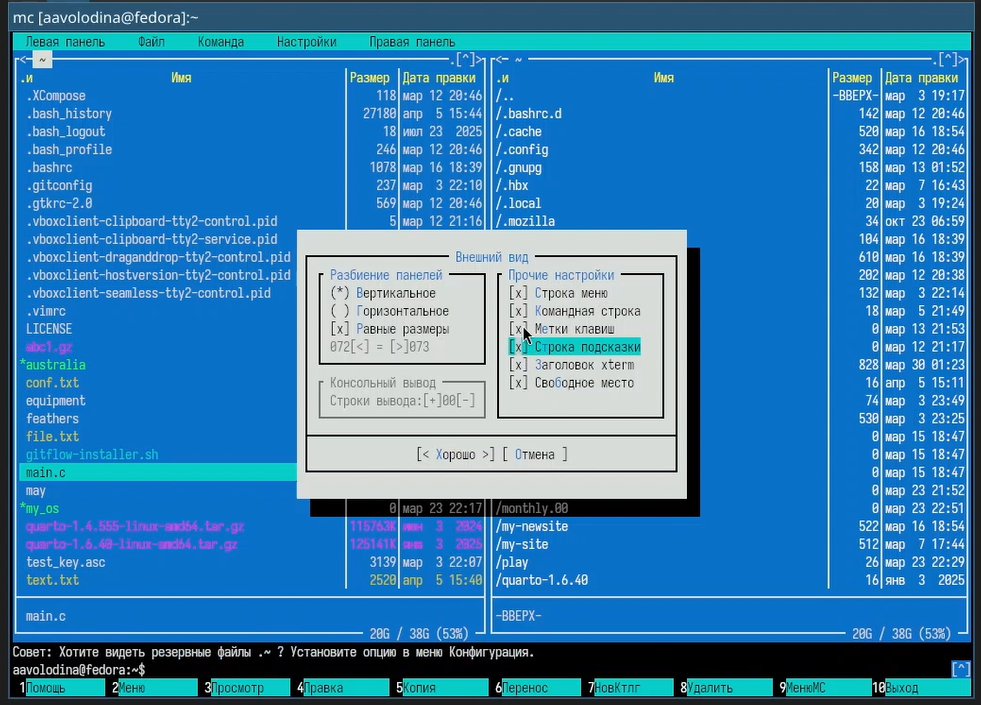 mc [aavolodina@fedora]:~
Левая панель Файл Команда Настройки Правая панель
<- ~ .[^]> <- ~ .[^]>
.и Имя Размер Дата правки .и Имя Размер Дата правки
.XCompose 118 мар 12 20:46 /.. -ВВЕРХ- мар 3 19:17
.bash_history 27180 апр 5 15:44 /.bashrc.d 142 мар 12 20:46
.bash_logout 18 июл 23 2025 /.cache 520 мар 16 18:54
.bash_profile 246 мар 12 20:46 /.config 342 мар 12 20:46
.bashrc 1078 мар 16 18:39 /.gnupg 158 мар 13 01:52
.gitconfig 237 мар 3 22:10 /.hbx 22 мар 7 16:43
.gtkrc-2.0 569 мар 12 20:46 /.local 20 мар 3 19:24
.vboxclient-clipboard-tty2-control.pid 5 мар 12 21:16 /.mozilla 34 окт 23 06:59
.vboxclient-clipboard-tty2-service.pid 104 мар 16 18:39
.vboxclient-draganddrop-tty2-control.pid 610 мар 16 18:39
.vboxclient-hostversion-tty2-control.pid 202 мар 12 20:38
.vboxclient-seamless-tty2-control.pid 132 мар 3 22:14
.vimrc 18 мар 5 21:49
LICENSE 0 мар 13 21:53
abc1.gz 0 мар 12 21:17
*australia 828 мар 30 01:23
conf.txt 16 апр 5 15:11
equipment 74 мар 3 23:49
feathers 530 мар 3 23:25
file.txt 0 мар 15 18:47
gitflow-installer.sh 0 мар 15 18:47
main.c 0 мар 15 18:47
may 0 мар 23 21:52
*my_os 0 мар 23 22:17 /monthly.00 0 мар 23 22:51
quarto-1.4.555-linux-amd64.tar.gz 115763K июн 3 2024 /my-newsite 522 мар 16 18:54
quarto-1.6.40-linux-amd64.tar.gz 125141K янв 3 2025 /my-site 512 мар 7 17:44
test_key.asc 3139 мар 3 22:07 /play 26 мар 23 22:29
text.txt 2520 апр 5 15:40 /quarto-1.6.40 16 янв 3 2025
main.c -ВВЕРХ-
20G / 38G (53%) 20G / 38G (53%)
Внешний вид
Разбиение панелей
(*) Вертикальное
( ) Горизонтальное
[x] Равные размеры
072[<] = [>]073
Консольный вывод
Строки вывода:[+]00[-]
Прочие настройки
[x] Строка меню
[x] Командная строка
[x] Метки клавиш
[x] Строка подсказки
[x] Заголовок xterm
[x] Свободное место
[< Хорошо >] [ Отмена ]
Совет: Хотите видеть резервные файлы .~ ? Установите опцию в меню Конфигурация.
aavolodina@fedora:~$ [^]
1Помощь 2Меню 3Просмотр 4Правка 5Копия 6Перенос 7НовКтлг 8Удалить 9МенюМС 10Выход